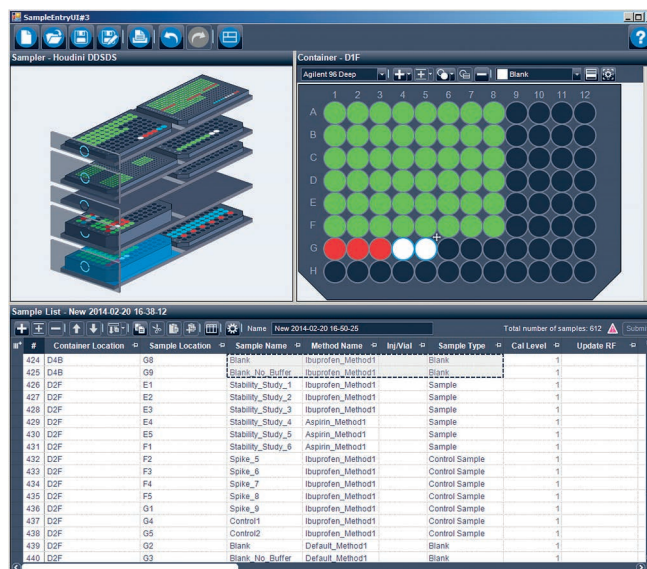 SampleEntryUI#3
Sampler - Houdini DDSDS
Container - D1F
Agilent 96 Deep
Blank
1 2 3 4 5 6 7 8 9 10 11 12
A
B
C
D
E
F
G
H
Sample List - New 2014-02-20 16-38-12
Name New 2014-02-20 16-50-25 Total number of samples: 612 Submi
# Container Location Sample Location Sample Name Method Name Inj/Vial Sample Type Cal Level Update RF
424 D4B G8 Blank Ibuprofen_Method1 Blank 1
425 D4B G9 Blank_No_Buffer Ibuprofen_Method1 Blank 1
426 D2F E1 Stability_Study_1 Ibuprofen_Method1 Sample 1
427 D2F E2 Stability_Study_2 Ibuprofen_Method1 Sample 1
428 D2F E3 Stability_Study_3 Ibuprofen_Method1 Sample 1
429 D2F E4 Stability_Study_4 Aspirin_Method1 Sample 1
430 D2F E5 Stability_Study_5 Aspirin_Method1 Sample 1
431 D2F F1 Stability_Study_6 Aspirin_Method1 Sample 1
432 D2F F2 Spike_5 Ibuprofen_Method1 Control Sample 1
433 D2F F3 Spike_6 Ibuprofen_Method1 Control Sample 1
434 D2F F4 Spike_7 Ibuprofen_Method1 Control Sample 1
435 D2F F5 Spike_8 Ibuprofen_Method1 Control Sample 1
436 D2F G1 Spike_9 Ibuprofen_Method1 Control Sample 1
437 D2F G4 Control1 Ibuprofen_Method1 Control Sample 1
438 D2F G5 Control2 Ibuprofen_Method1 Control Sample 1
439 D2F G2 Blank Default_Method1 Blank 1
440 D2F G3 Blank_No_Buffer Default_Method1 Blank 1